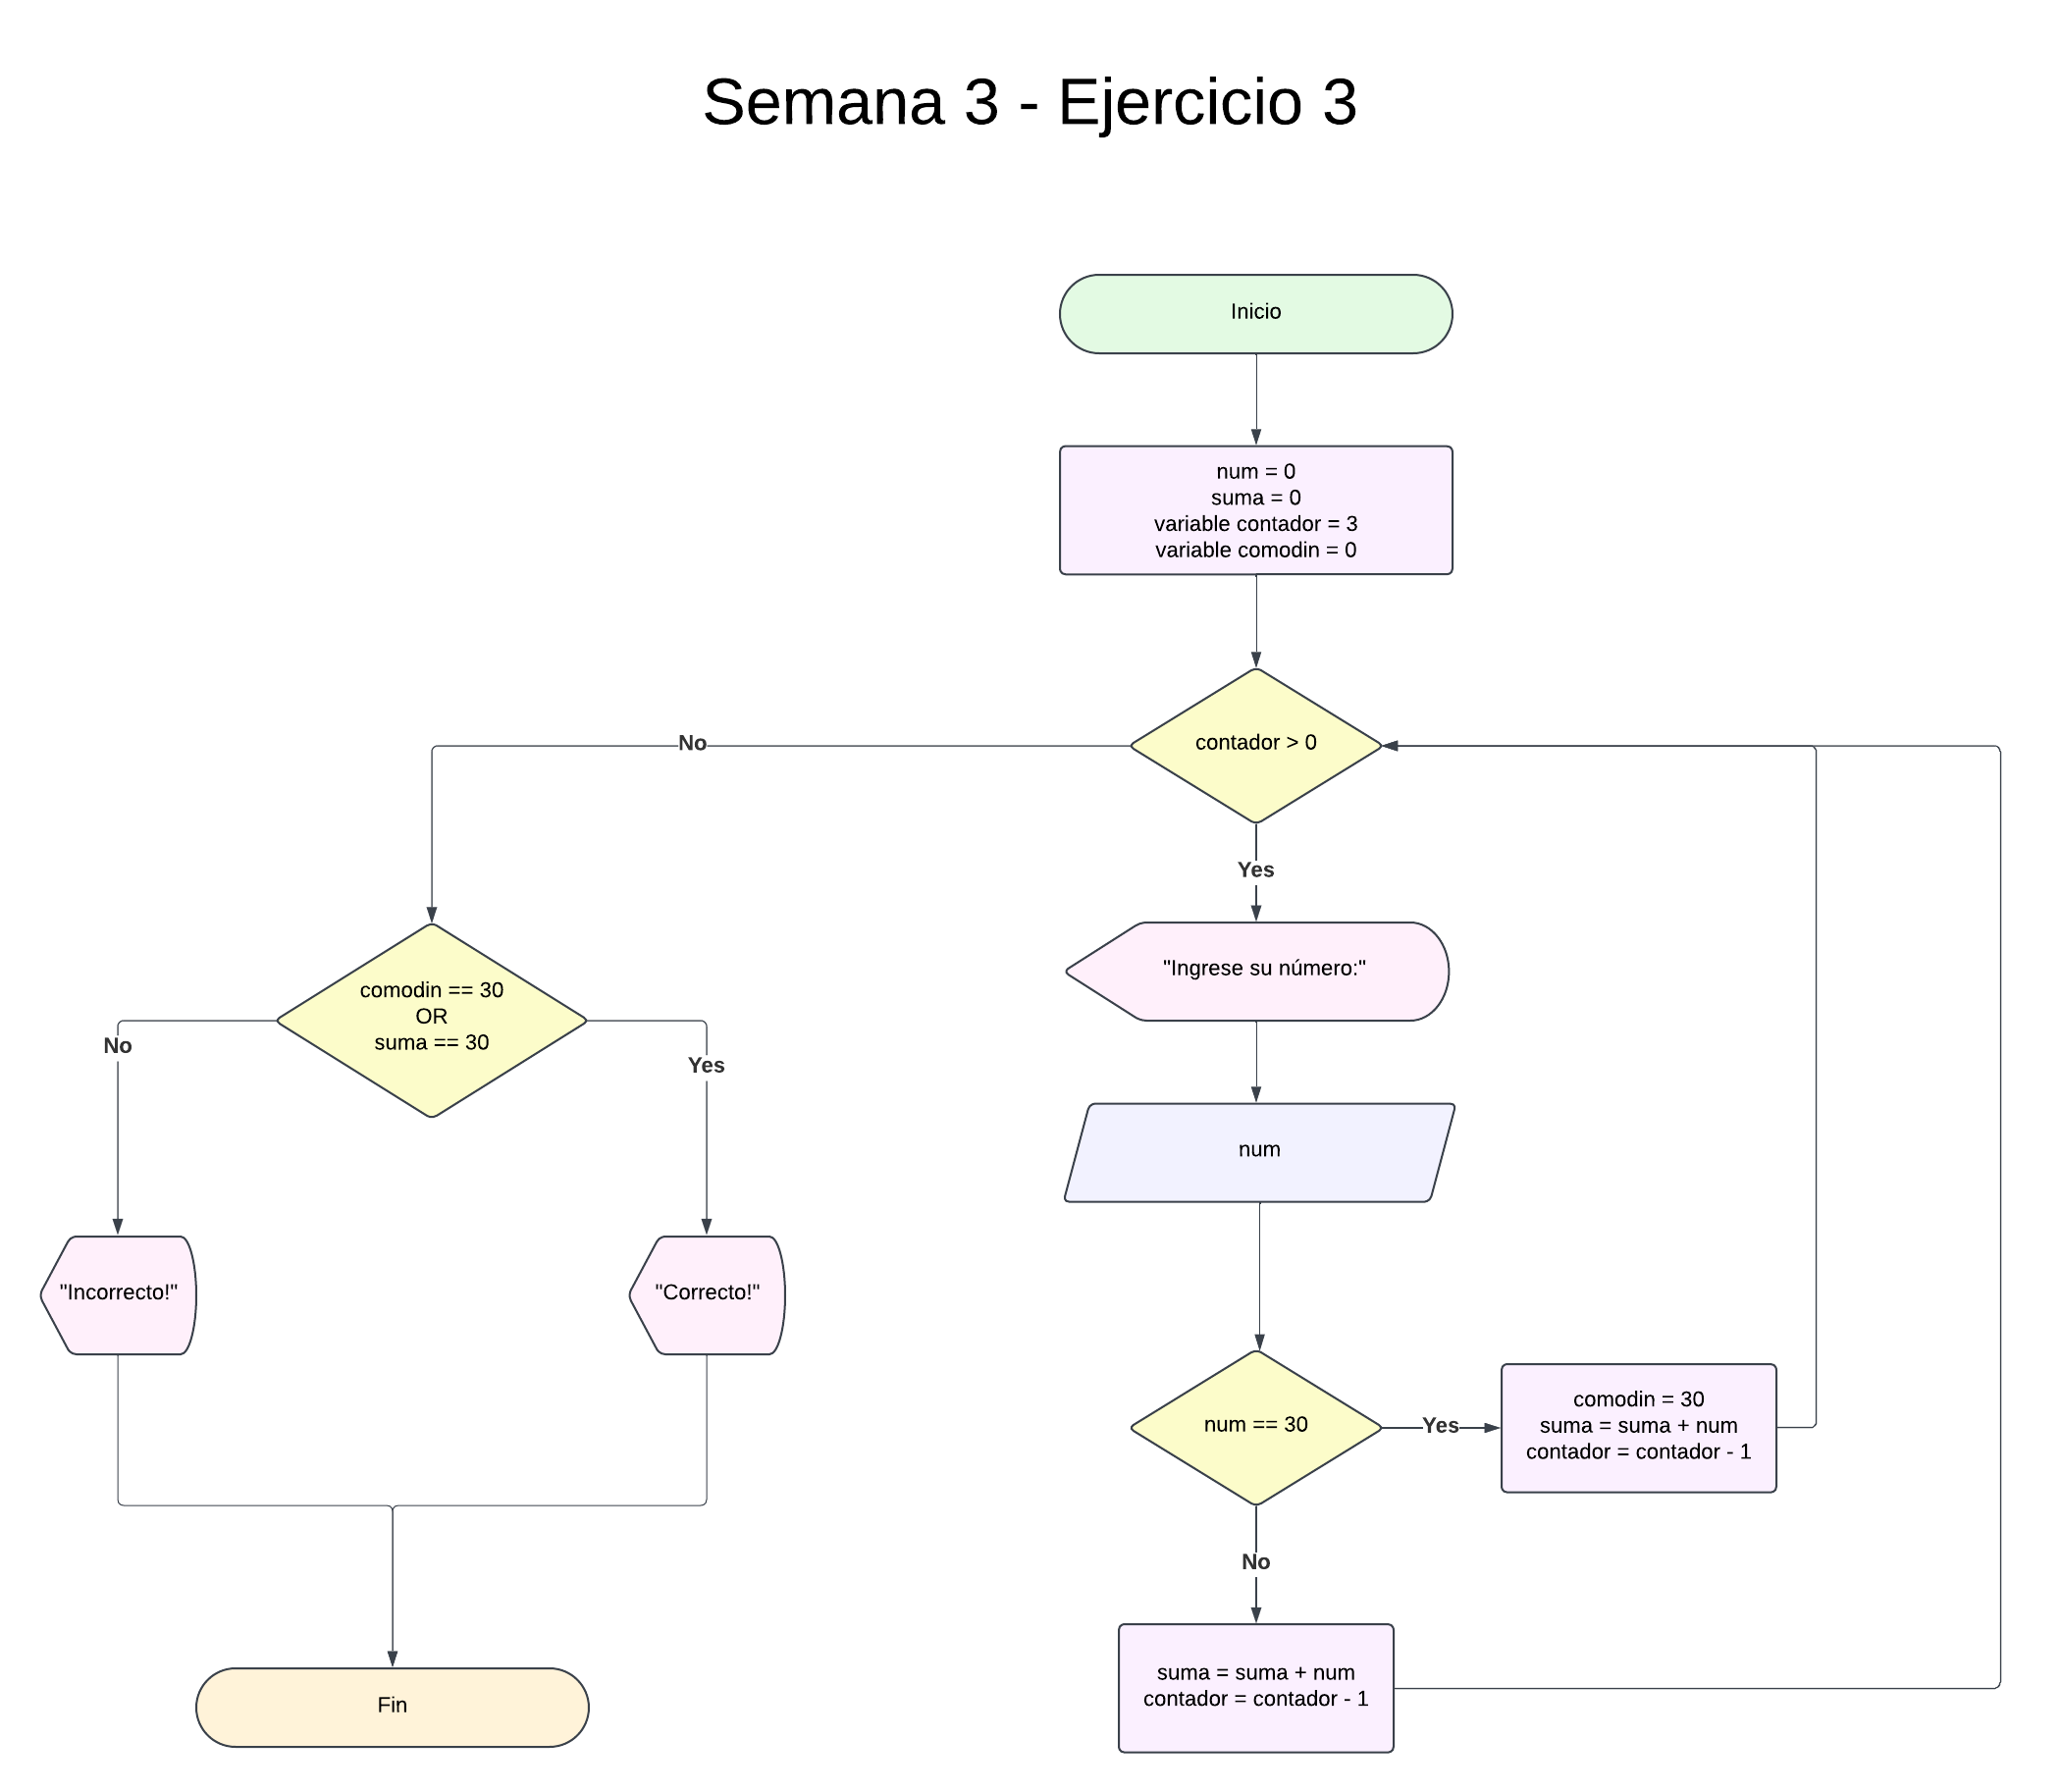 Semana 3 - Ejercicio 3
Inicio
num = 0
suma = 0
variable contador = 3
variable comodin = 0
contador > 0
No
Yes
"Ingrese su número:"
comodin == 30
OR
suma == 30
No
Yes
num
"Incorrecto!"
"Correcto!"
num == 30
Yes
comodin = 30
suma = suma + num
contador = contador - 1
No
suma = suma + num
contador = contador - 1
Fin